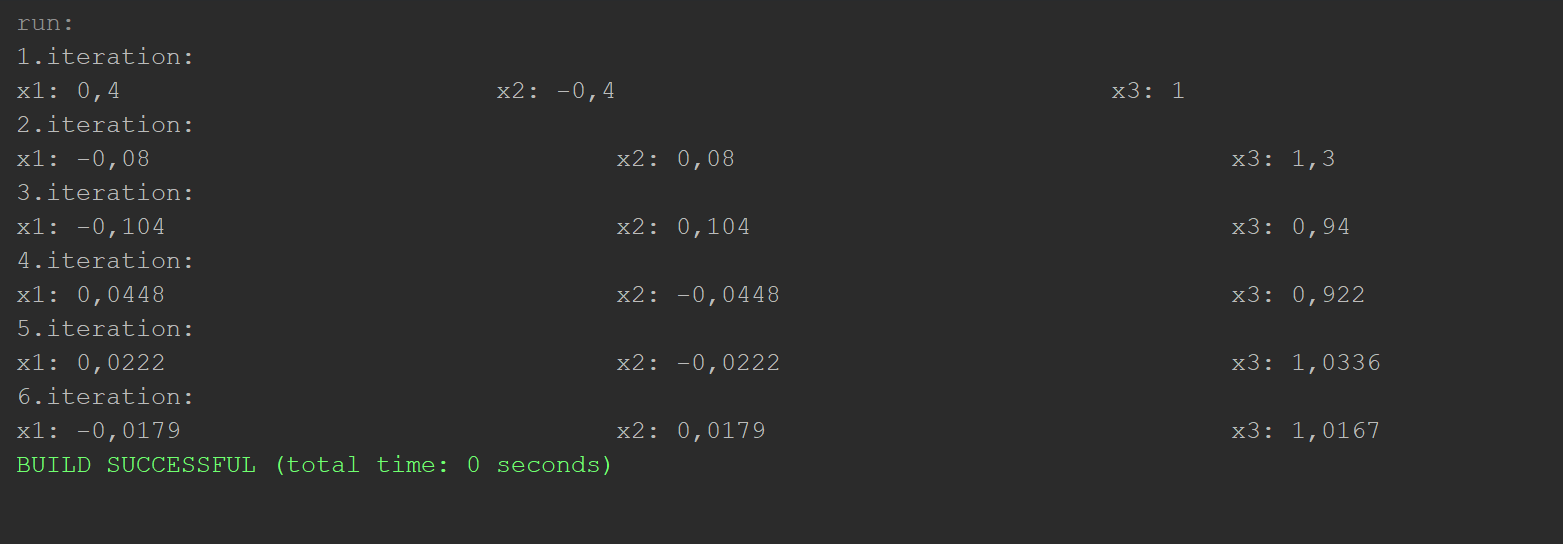 run:
1.iteration:
x1: 0,4 x2: -0,4 x3: 1
2.iteration:
x1: -0,08 x2: 0,08 x3: 1,3
3.iteration:
x1: -0,104 x2: 0,104 x3: 0,94
4.iteration:
x1: 0,0448 x2: -0,0448 x3: 0,922
5.iteration:
x1: 0,0222 x2: -0,0222 x3: 1,0336
6.iteration:
x1: -0,0179 x2: 0,0179 x3: 1,0167
BUILD SUCCESSFUL (total time: 0 seconds)